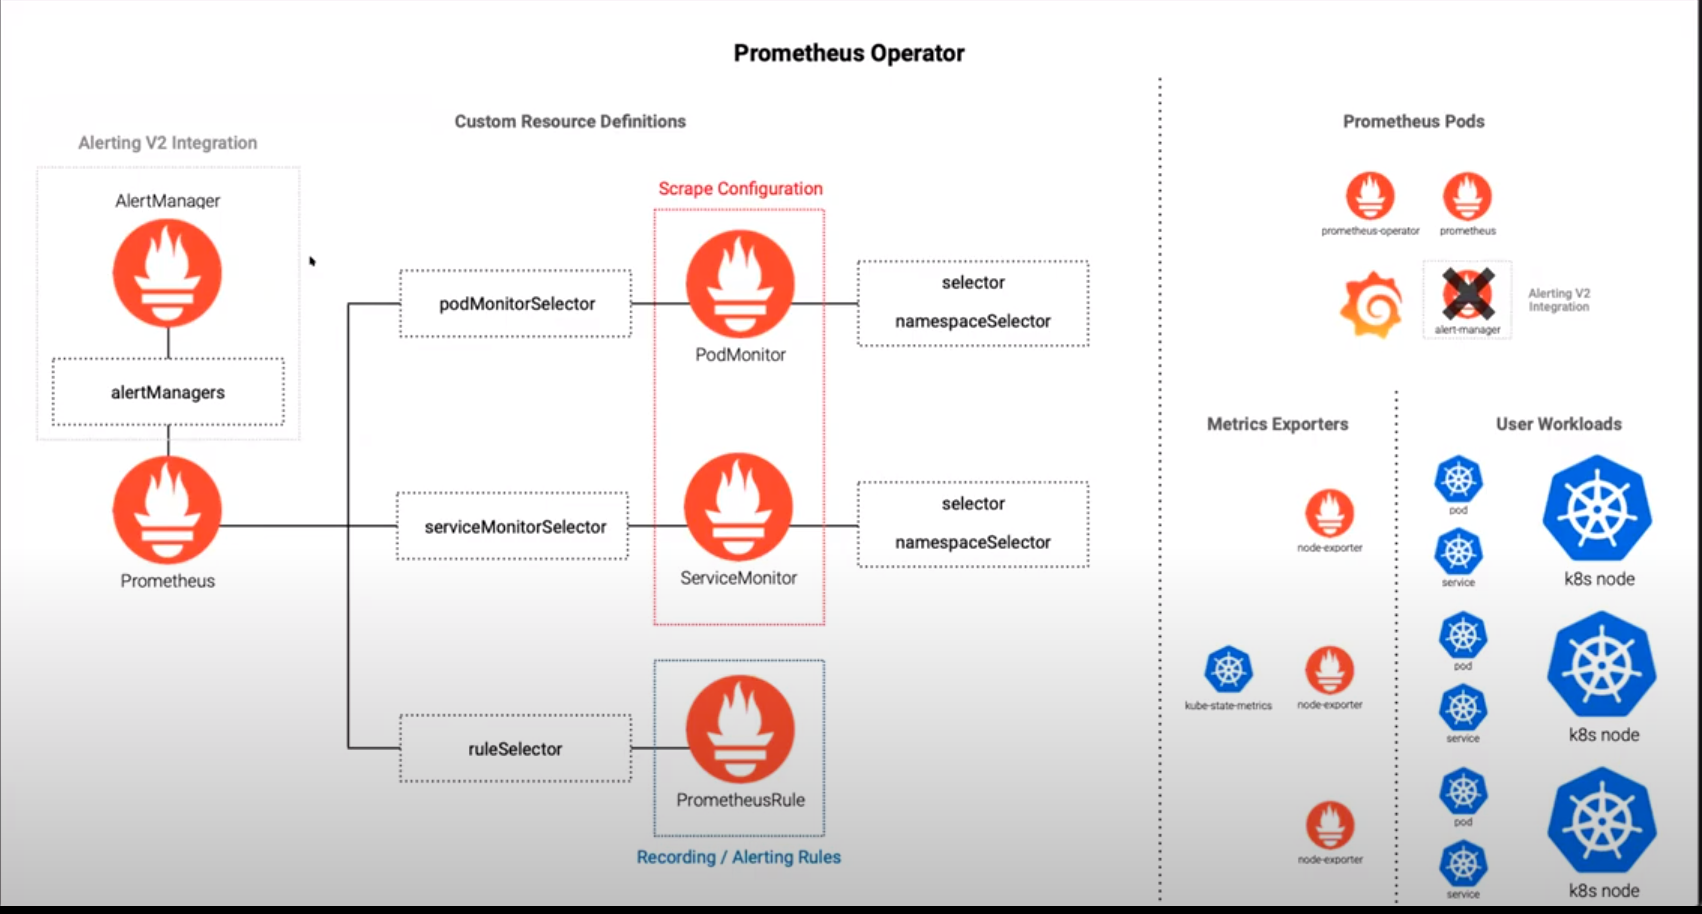 Prometheus Operator
Custom Resource Definitions
Alerting V2 Integration
AlertManager
alertManagers
Prometheus
podMonitorSelector
serviceMonitorSelector
ruleSelector
Scrape Configuration
PodMonitor
ServiceMonitor
PrometheusRule
Recording / Alerting Rules
selector
namespaceSelector
selector
namespaceSelector
Prometheus Pods
prometheus-operator
prometheus
alert-manager
Alerting V2
Integration
Metrics Exporters
node-exporter
kube-state-metrics
node-exporter
node-exporter
User Workloads
pod
service
k8s node
pod
service
k8s node
pod
service
k8s node